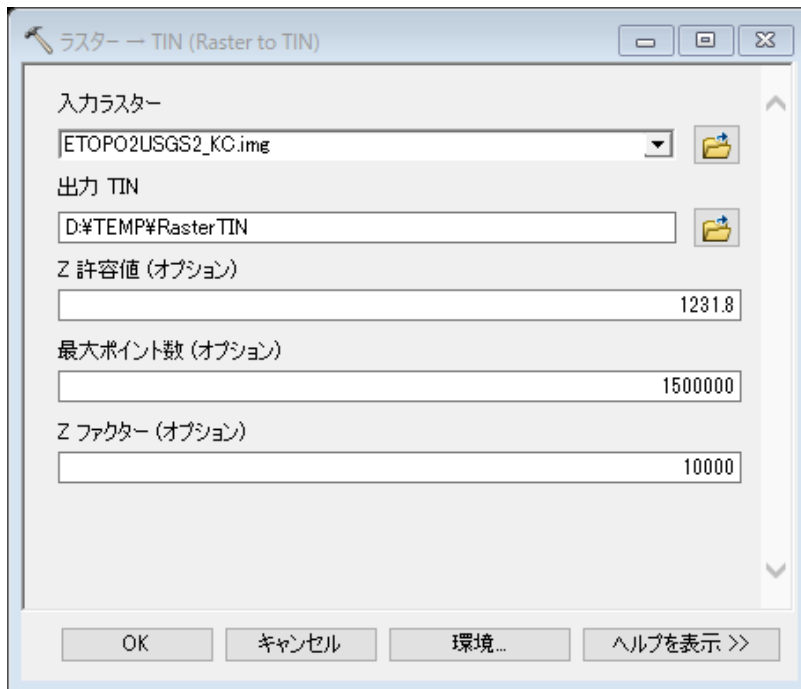 ラスター → TIN (Raster to TIN)
入力ラスター
ETOPO2USGS2_KC.img
出力 TIN
D:¥TEMP¥RasterTIN
Z 許容値 (オプション)
1231.8
最大ポイント数 (オプション)
1500000
Z ファクター (オプション)
10000
OK キャンセル 環境... ヘルプを表示 >>